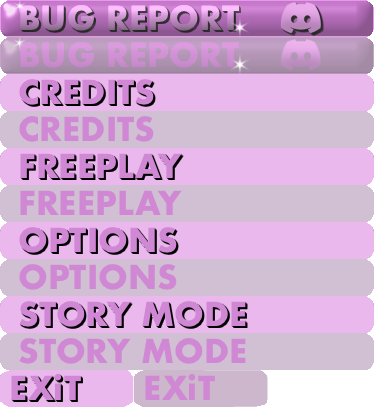 BUG REPORT
BUG REPORT
CREDITS
CREDITS
FREEPLAY
FREEPLAY
OPTIONS
OPTIONS
STORY MODE
STORY MODE
EXiT EXiT